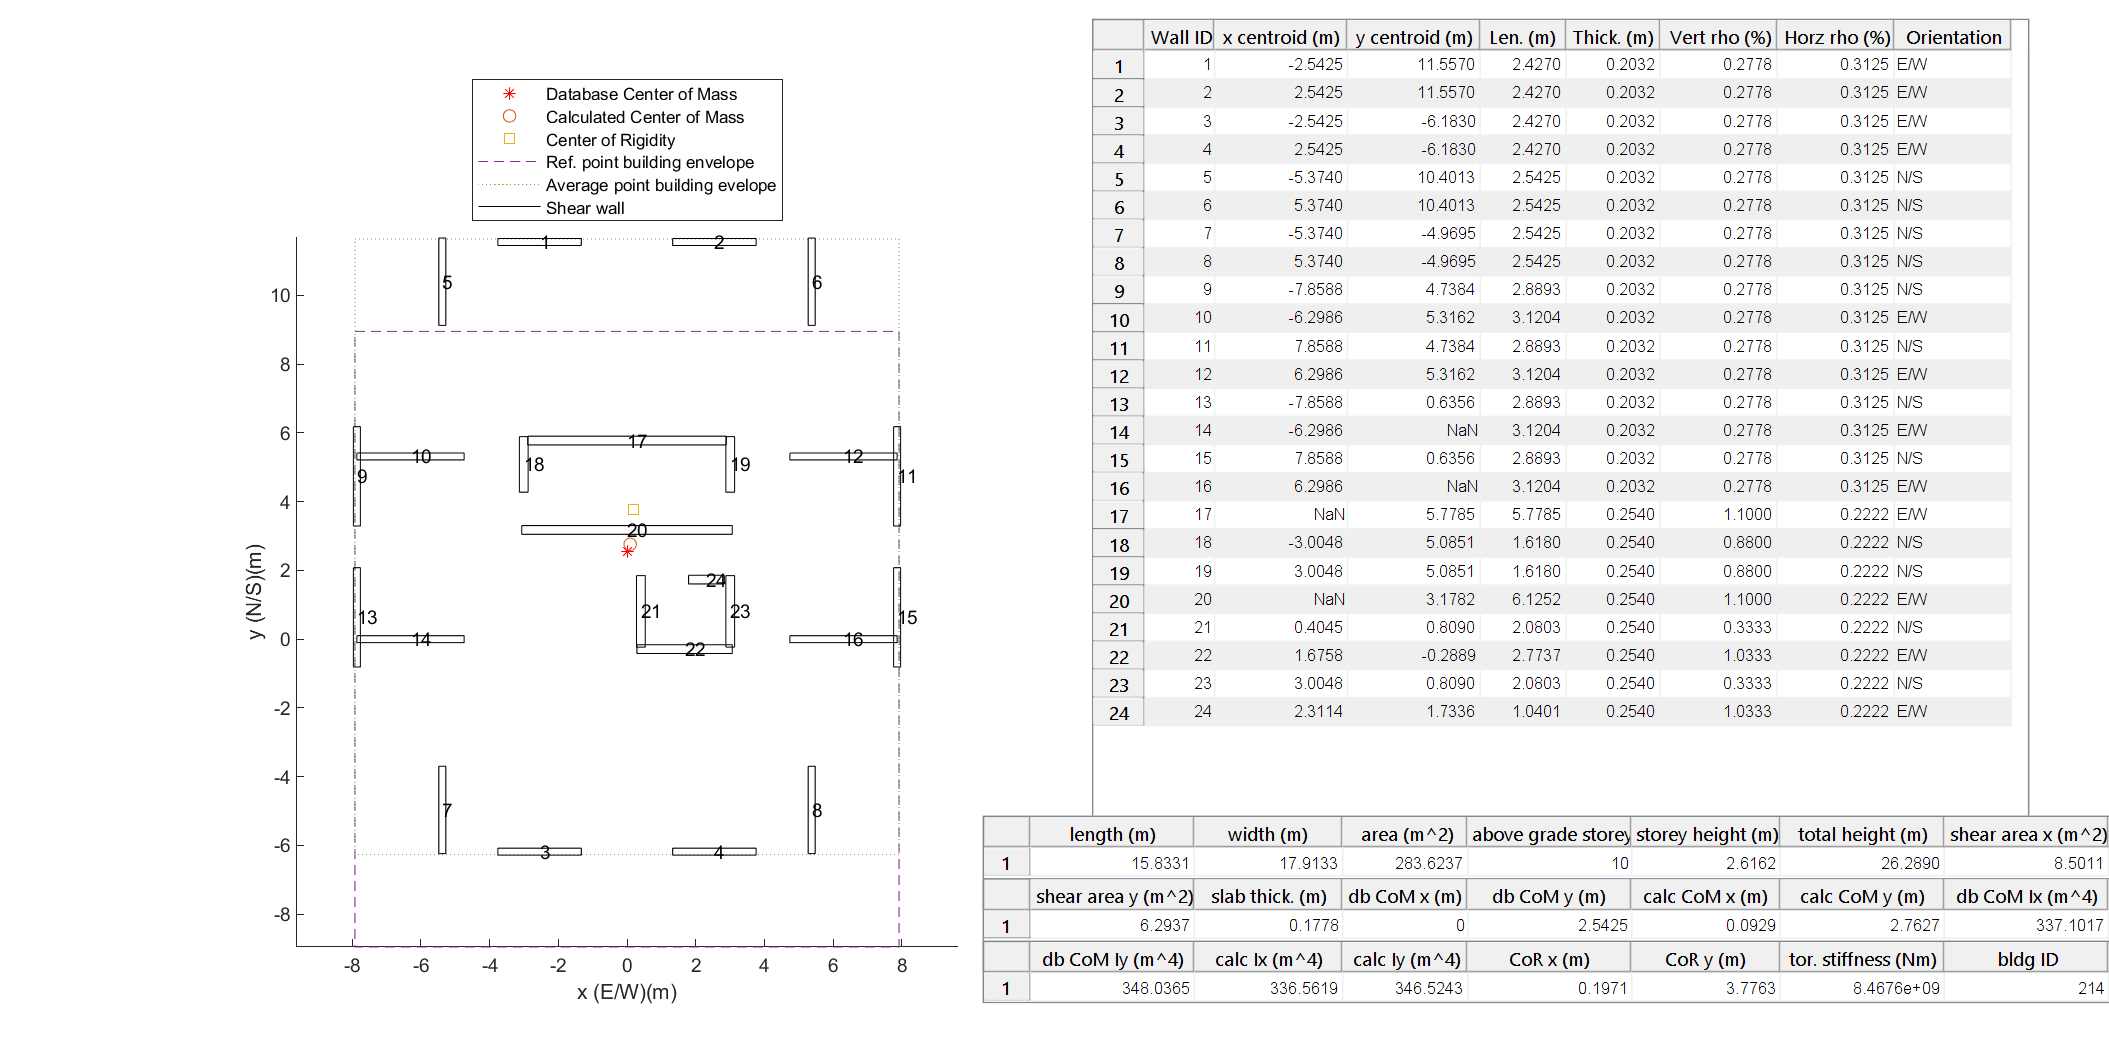 Database Center of Mass
Calculated Center of Mass
Center of Rigidity
Ref. point building envelope
Average point building evelope
Shear wall
10
8
6
4
2
0
-2
-4
-6
-8
y (N/S)(m)
-8 -6 -4 -2 0 2 4 6 8
x (E/W)(m)
1 2
5 6
17
10 18 19 12
9 11
20
24
13 21 23 15
14 22 16
7 8
3 4
Wall ID x centroid (m) y centroid (m) Len. (m) Thick. (m) Vert rho (%) Horz rho (%) Orientation
1 1 -2.5425 11.5570 2.4270 0.2032 0.2778 0.3125 E/W
2 2 2.5425 11.5570 2.4270 0.2032 0.2778 0.3125 E/W
3 3 -2.5425 -6.1830 2.4270 0.2032 0.2778 0.3125 E/W
4 4 2.5425 -6.1830 2.4270 0.2032 0.2778 0.3125 E/W
5 5 -5.3740 10.4013 2.5425 0.2032 0.2778 0.3125 N/S
6 6 5.3740 10.4013 2.5425 0.2032 0.2778 0.3125 N/S
7 7 -5.3740 -4.9695 2.5425 0.2032 0.2778 0.3125 N/S
8 8 5.3740 -4.9695 2.5425 0.2032 0.2778 0.3125 N/S
9 9 -7.8588 4.7384 2.8893 0.2032 0.2778 0.3125 N/S
10 10 -6.2986 5.3162 3.1204 0.2032 0.2778 0.3125 E/W
11 11 7.8588 4.7384 2.8893 0.2032 0.2778 0.3125 N/S
12 12 6.2986 5.3162 3.1204 0.2032 0.2778 0.3125 E/W
13 13 -7.8588 0.6356 2.8893 0.2032 0.2778 0.3125 N/S
14 14 -6.2986 NaN 3.1204 0.2032 0.2778 0.3125 E/W
15 15 7.8588 0.6356 2.8893 0.2032 0.2778 0.3125 N/S
16 16 6.2986 NaN 3.1204 0.2032 0.2778 0.3125 E/W
17 17 NaN 5.7785 5.7785 0.2540 1.1000 0.2222 E/W
18 18 -3.0048 5.0851 1.6180 0.2540 0.8800 0.2222 N/S
19 19 3.0048 5.0851 1.6180 0.2540 0.8800 0.2222 N/S
20 20 NaN 3.1782 6.1252 0.2540 1.1000 0.2222 E/W
21 21 0.4045 0.8090 2.0803 0.2540 0.3333 0.2222 N/S
22 22 1.6758 -0.2889 2.7737 0.2540 1.0333 0.2222 E/W
23 23 3.0048 0.8090 2.0803 0.2540 0.3333 0.2222 N/S
24 24 2.3114 1.7336 1.0401 0.2540 1.0333 0.2222 E/W
length (m) width (m) area (m^2) above grade storey storey height (m) total height (m) shear area x (m^2)
1 15.8331 17.9133 283.6237 10 2.6162 26.2890 8.5011
shear area y (m^2) slab thick. (m) db CoM x (m) db CoM y (m) calc CoM x (m) calc CoM y (m) db CoM Ix (m^4)
1 6.2937 0.1778 0 2.5425 0.0929 2.7627 337.1017
db CoM Iy (m^4) calc Ix (m^4) calc Iy (m^4) CoR x (m) CoR y (m) tor. stiffness (Nm) bldg ID
1 348.0365 336.5619 346.5243 0.1971 3.7763 8.4676e+09 214